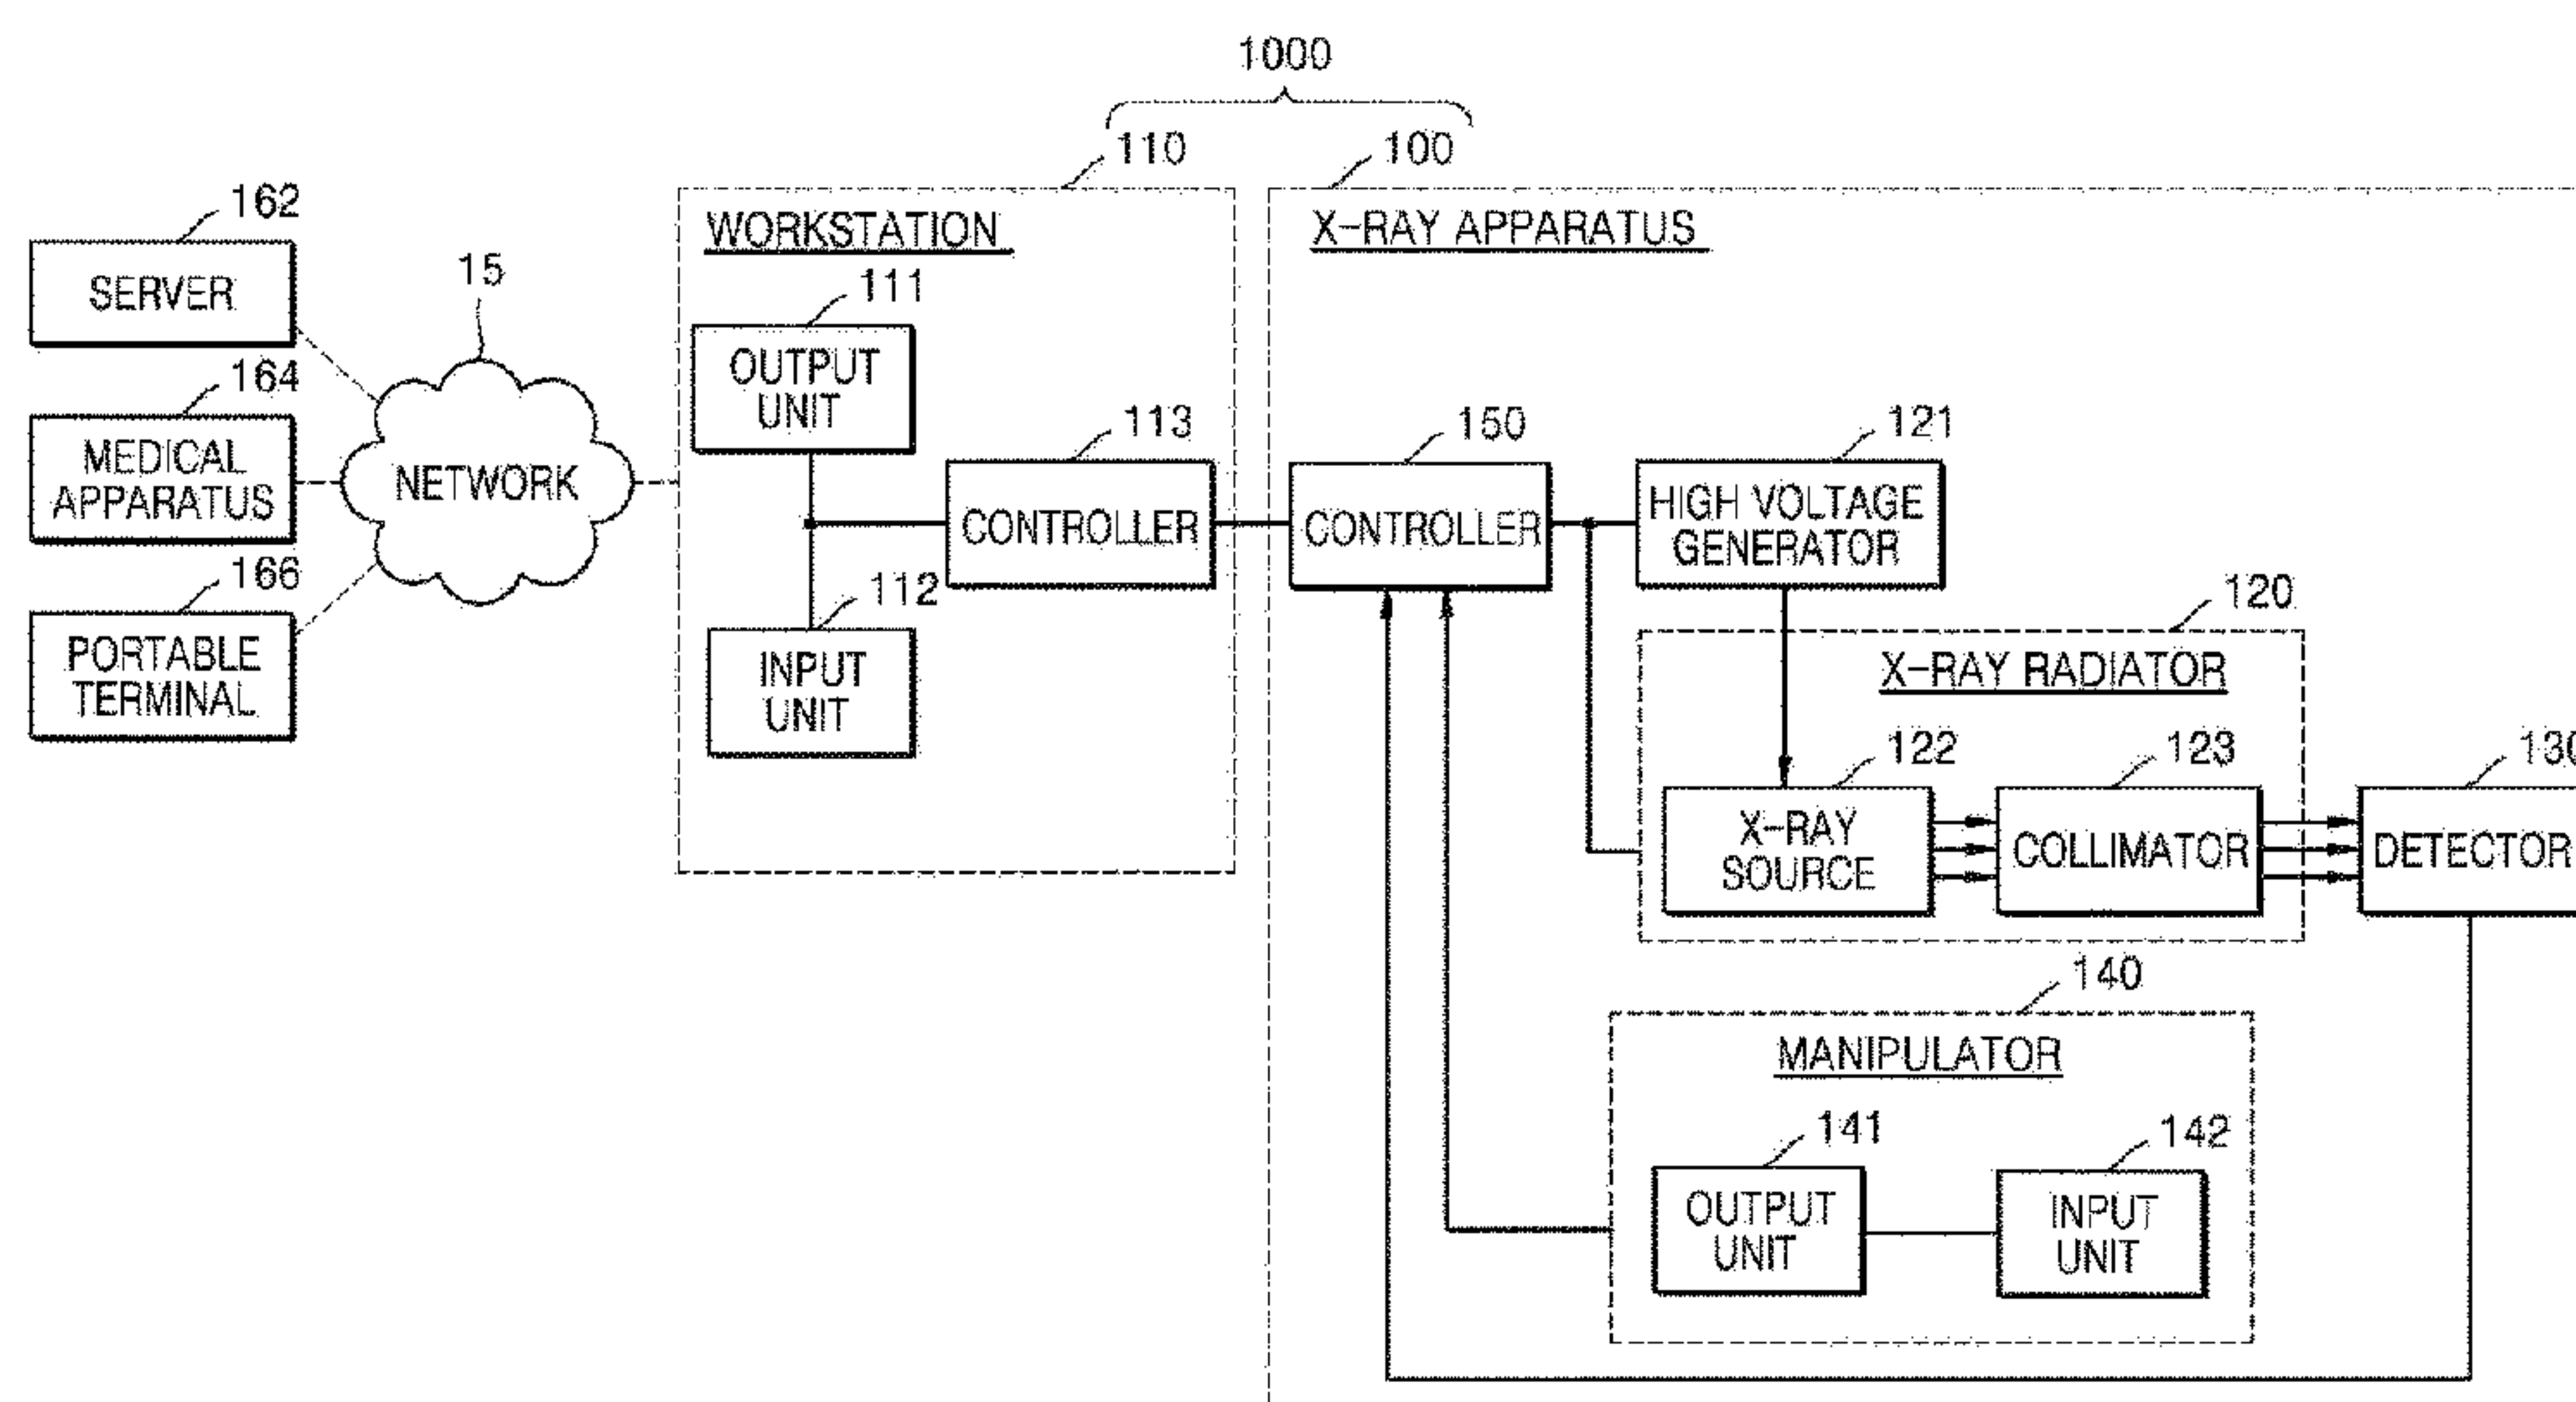 1000
110
100
WORKSTATION
X-RAY APPARATUS
162
SERVER
15
NETWORK
164
MEDICAL
APPARATUS
166
PORTABLE
TERMINAL
111
OUTPUT
UNIT
113
CONTROLLER
112
INPUT
UNIT
150
CONTROLLER
121
HIGH VOLTAGE
GENERATOR
120
X-RAY RADIATOR
122
X-RAY
SOURCE
123
COLLIMATOR
130
DETECTOR
140
MANIPULATOR
141
OUTPUT
UNIT
142
INPUT
UNIT